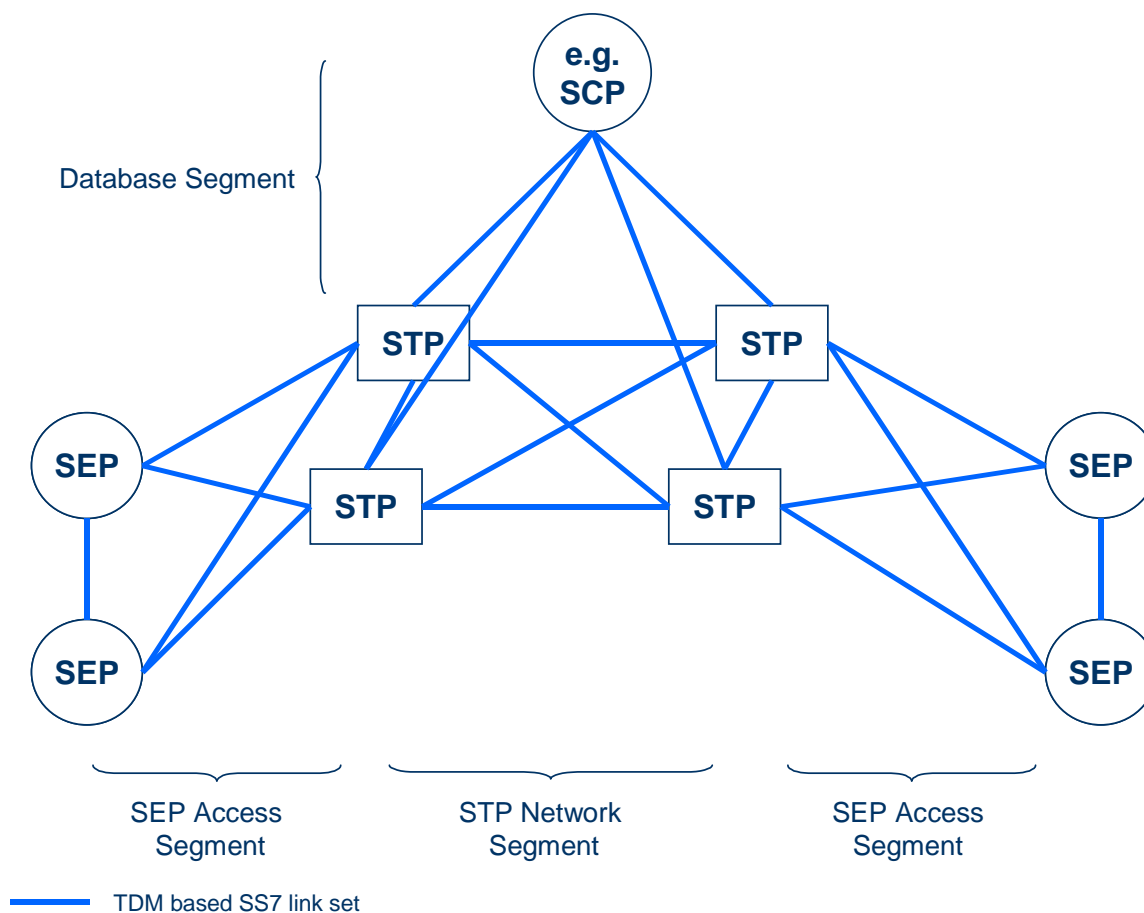 e.g.
SCP
Database Segment
STP
STP
SEP
SEP
STP
STP
SEP
SEP
SEP Access
Segment
STP Network
Segment
SEP Access
Segment
TDM based SS7 link set